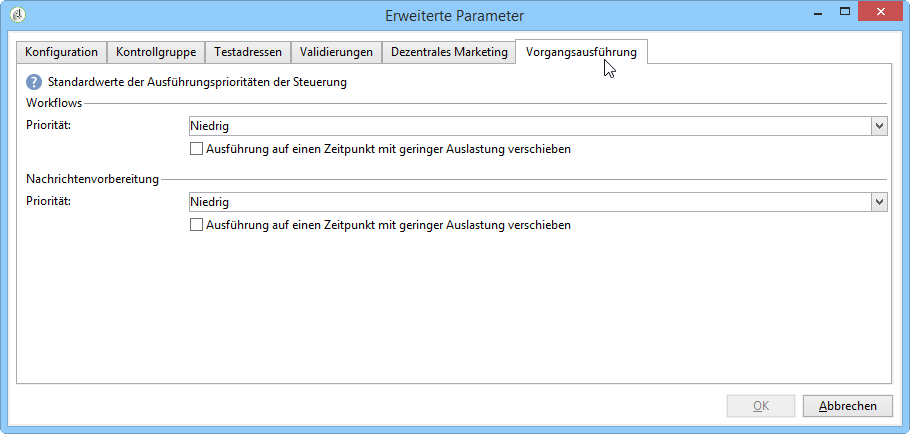 Erweiterte Parameter
Konfiguration Kontrollgruppe Testadressen Validierungen Dezentrales Marketing Vorgangsausführung
Standardwerte der Ausführungsprioritäten der Steuerung
Workflows
Priorität: Niedrig
Ausführung auf einen Zeitpunkt mit geringer Auslastung verschieben
Nachrichtenvorbereitung
Priorität: Niedrig
Ausführung auf einen Zeitpunkt mit geringer Auslastung verschieben
OK Abbrechen